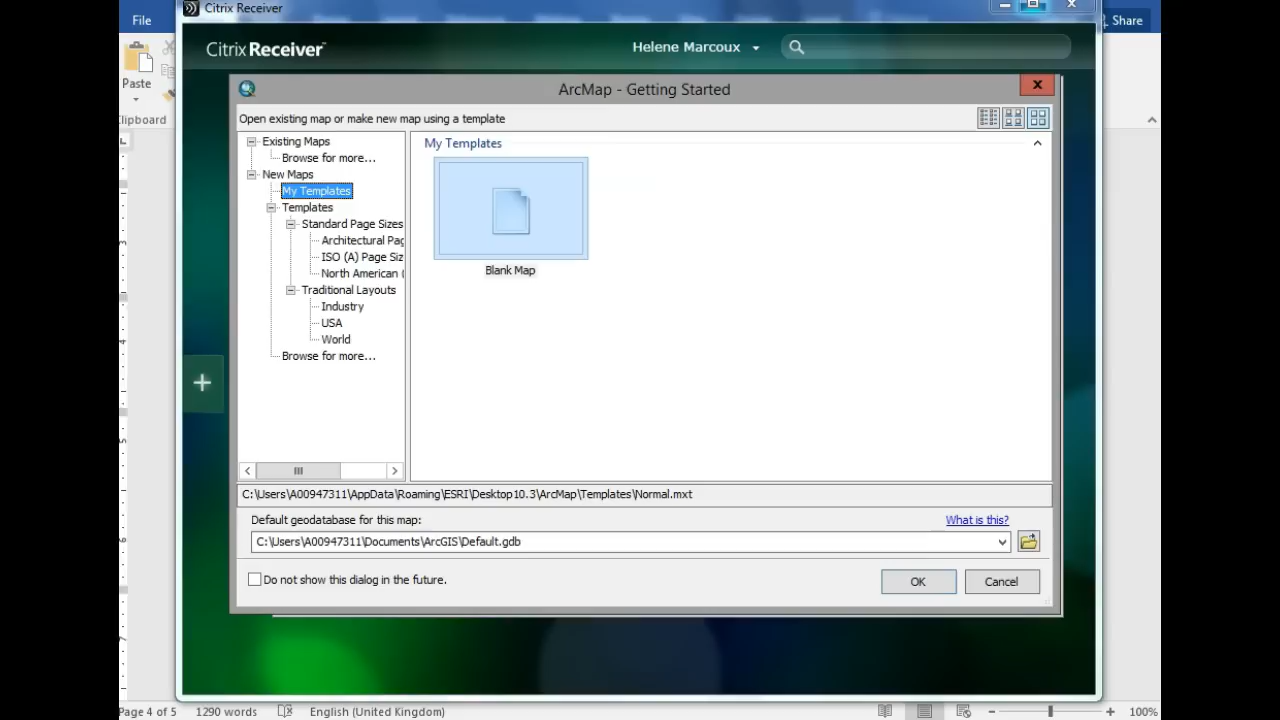 Citrix Receiver
File
Share
Citrix Receiver
Helene Marcoux
Paste
ArcMap - Getting Started
Open existing map or make new map using a template
Existing Maps
Browse for more...
New Maps
My Templates
Templates
Standard Page Sizes
Architectural Pag
ISO (A) Page Siz
North American (
Traditional Layouts
Industry
USA
World
Browse for more...
My Templates
Blank Map
Clipboard
3
4
5
7
C:\Users\A00947311\AppData\Roaming\ESRI\Desktop10.3\ArcMap\Templates\Normal.mxt
Default geodatabase for this map:
What is this?
C:\Users\A00947311\Documents\ArcGIS\Default.gdb
Do not show this dialog in the future.
OK
Cancel
Page 4 of 5
1290 words
English (United Kingdom)
100%